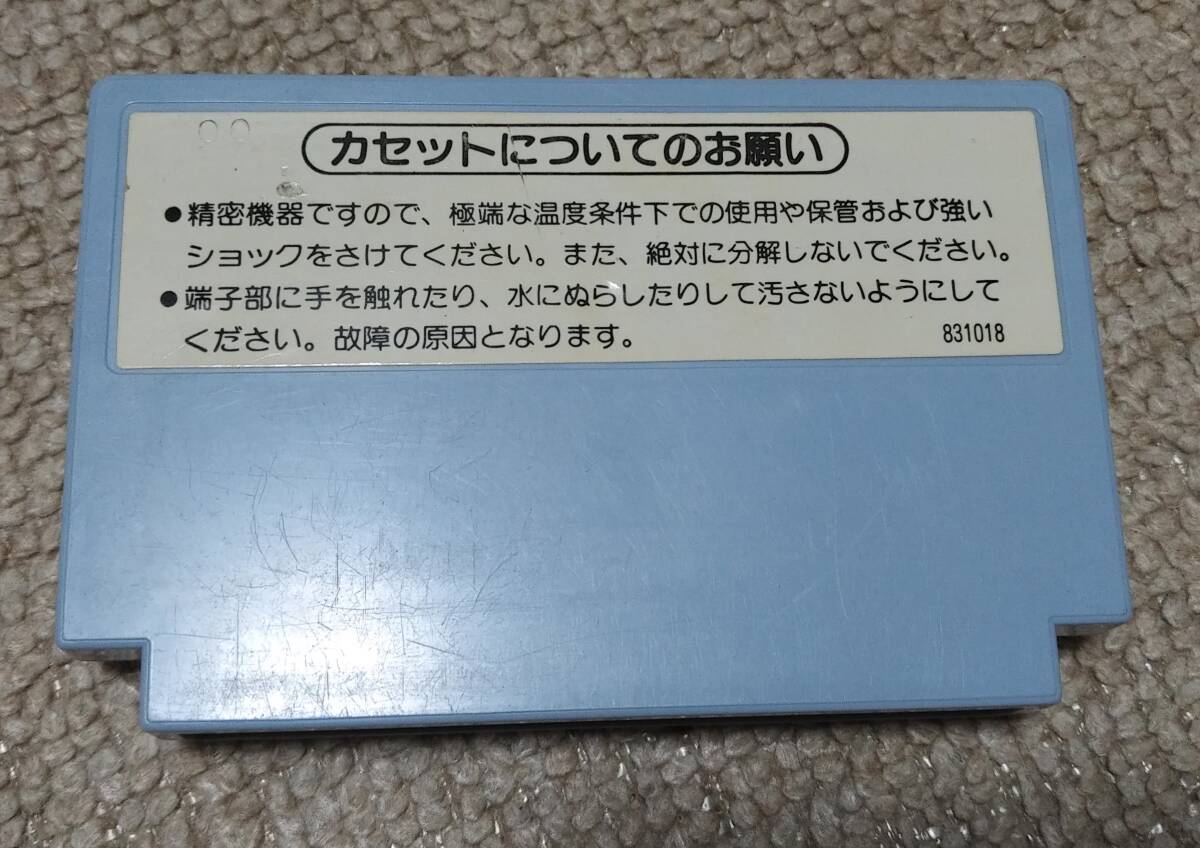 カセットについてのお願い
●精密機器ですので、極端な温度条件下での使用や保管および強い
ショックをさけてください。また、絶対に分解しないでください。
●端子部に手を触れたり、水にぬらしたりして汚さないようにして
ください。故障の原因となります。 831018